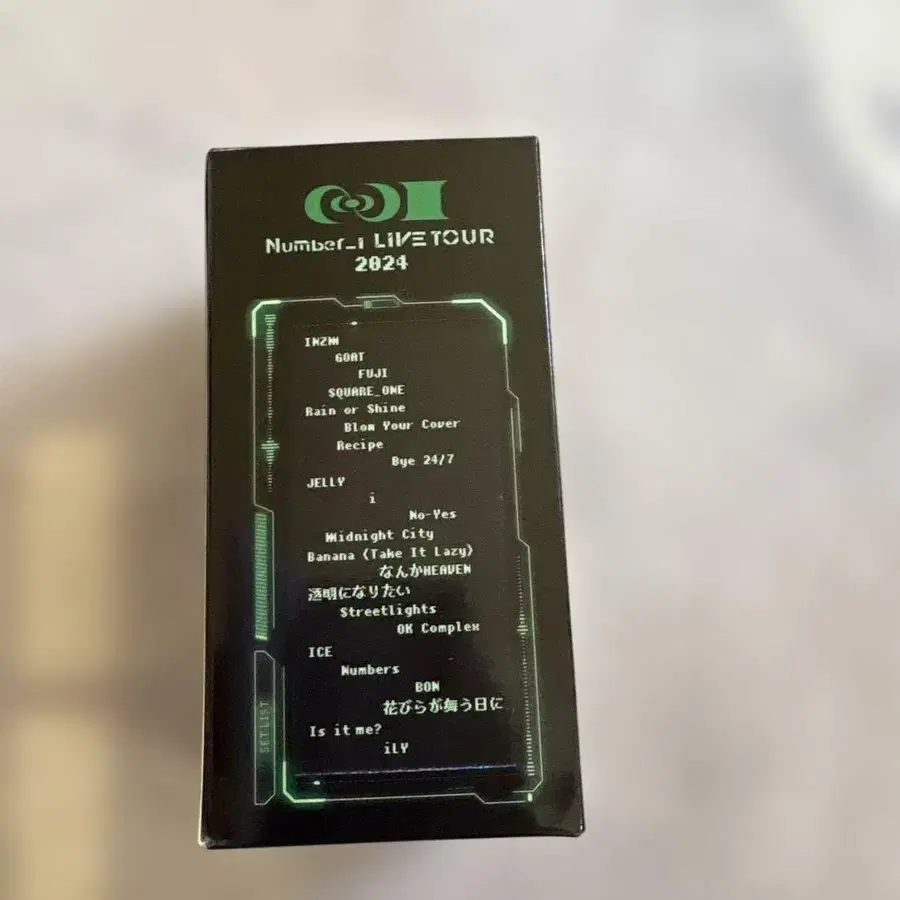 Number_i LIVE TOUR
2024
INZM
GOAT
FUJI
SQUARE_ONE
Rain or Shine
Blow Your Cover
Recipe
Bye 24/7
JELLY
i
No-Yes
Midnight City
Banana (Take It Lazy)
なんかHEAVEN
透明になりたい
Streetlights
OK Complex
ICE
Numbers
BON
花びらが舞う日に
Is it me?
iLY
SETLIST